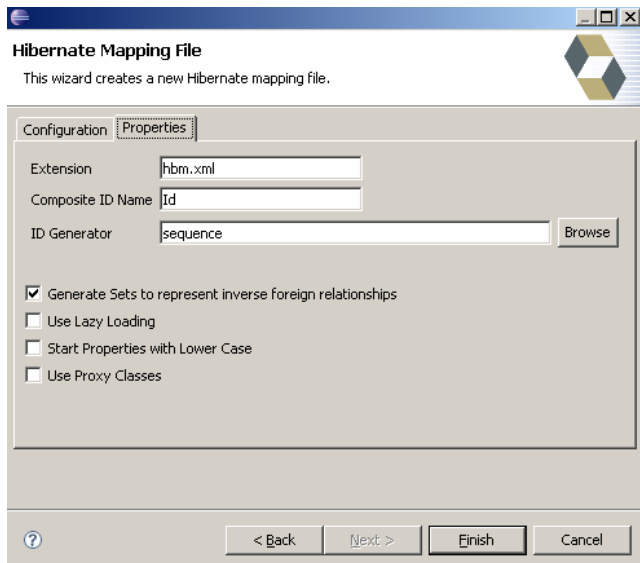 Hibernate Mapping File
This wizard creates a new Hibernate mapping file.
Configuration Properties
Extension hbm.xml
Composite ID Name Id
ID Generator sequence Browse
Generate Sets to represent inverse foreign relationships
Use Lazy Loading
Start Properties with Lower Case
Use Proxy Classes
? < Back Next > Finish Cancel